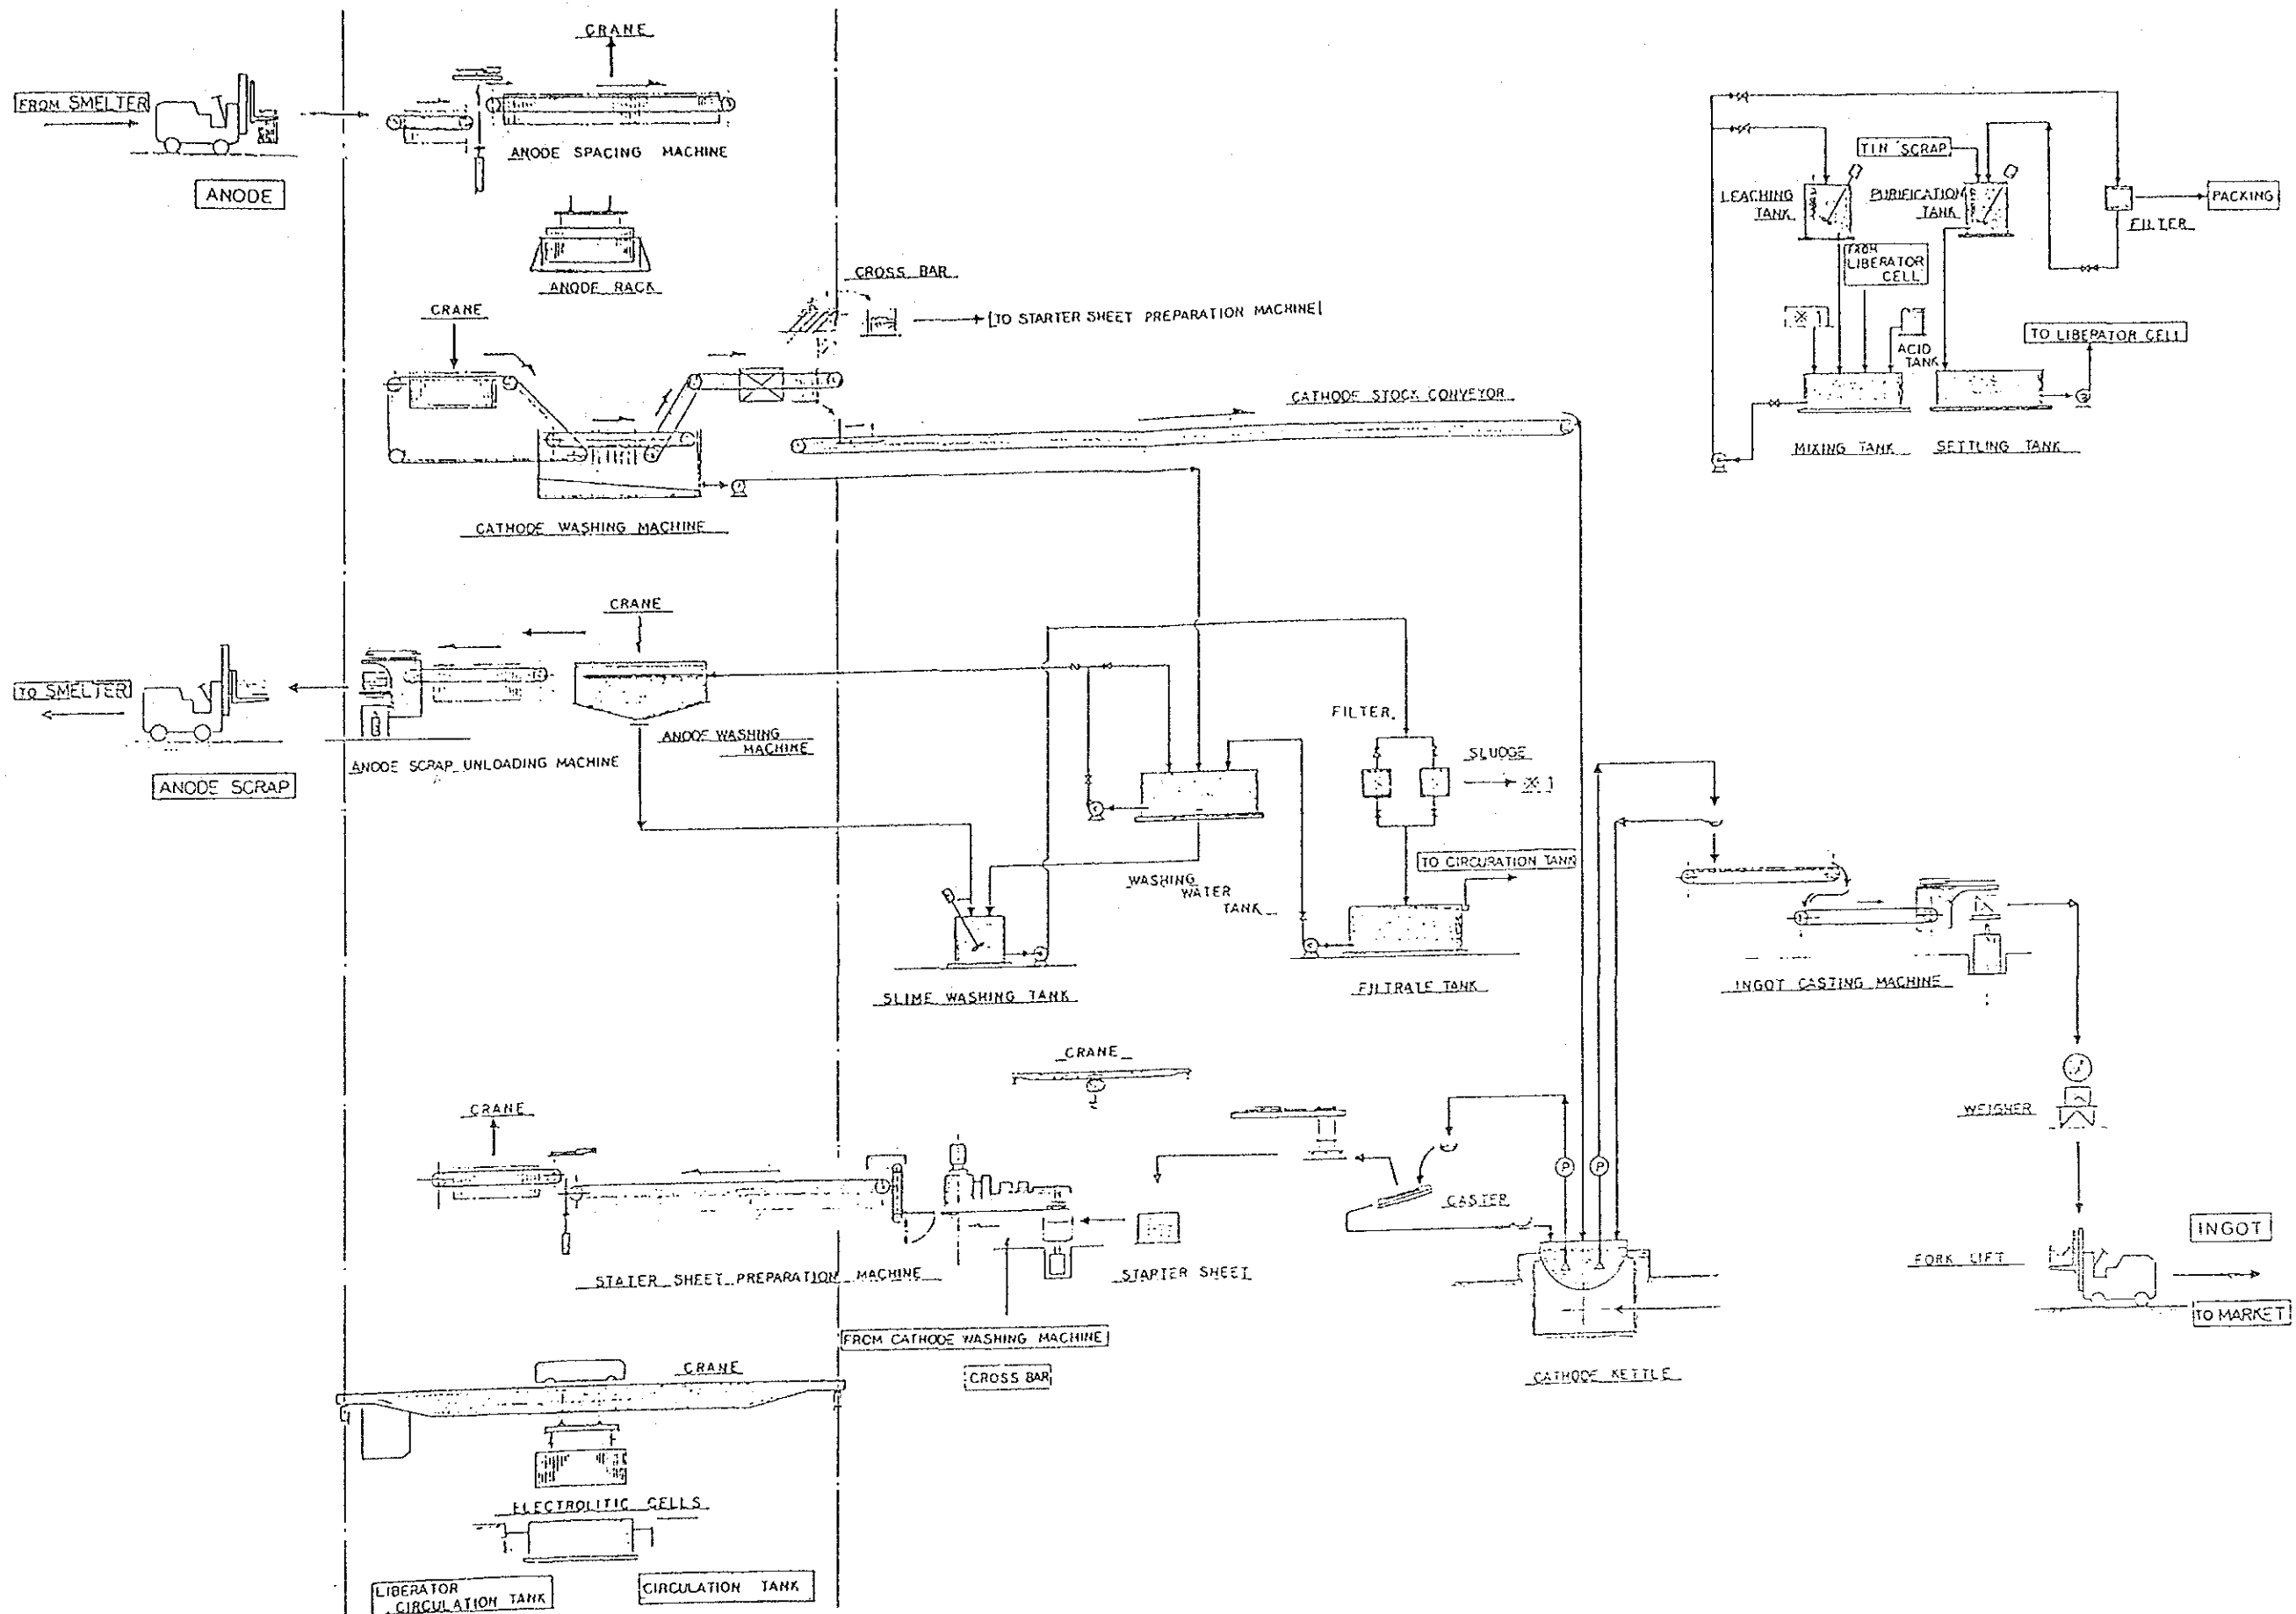 CRANE
FROM SMELTER
ANODE SPACING MACHINE
ANODE
TIN SCRAP
LEACHING
TANK
PURIFICATION
TANK
PACKING
FILTER
FROM
LIBERATOR
CELL
ANODE RACK
CROSS BAR
TO STARTER SHEET PREPARATION MACHINE
CRANE
※1
ACID
TANK
TO LIBERATOR CELL
CATHODE STOCK CONVEYOR
MIXING TANK
SETTLING TANK
CATHODE WASHING MACHINE
CRANE
TO SMELTER
FILTER
ANODE WASHING
MACHINE
ANODE SCRAP UNLOADING MACHINE
SLUDGE
※1
ANODE SCRAP
TO CIRCURATION TANK
WASHING
WATER
TANK
SLIME WASHING TANK
FILTRATE TANK
INGOT CASTING MACHINE
CRANE
CRANE
WEIGHER
P
P
CASTER
INGOT
FORK LIFT
STATER SHEET PREPARATION MACHINE
STARTER SHEET
TO MARKET
FROM CATHODE WASHING MACHINE
CROSS BAR
CATHODE KETTLE
CRANE
ELECTROLITIC CELLS
LIBERATOR
CIRCULATION TANK
CIRCULATION TANK